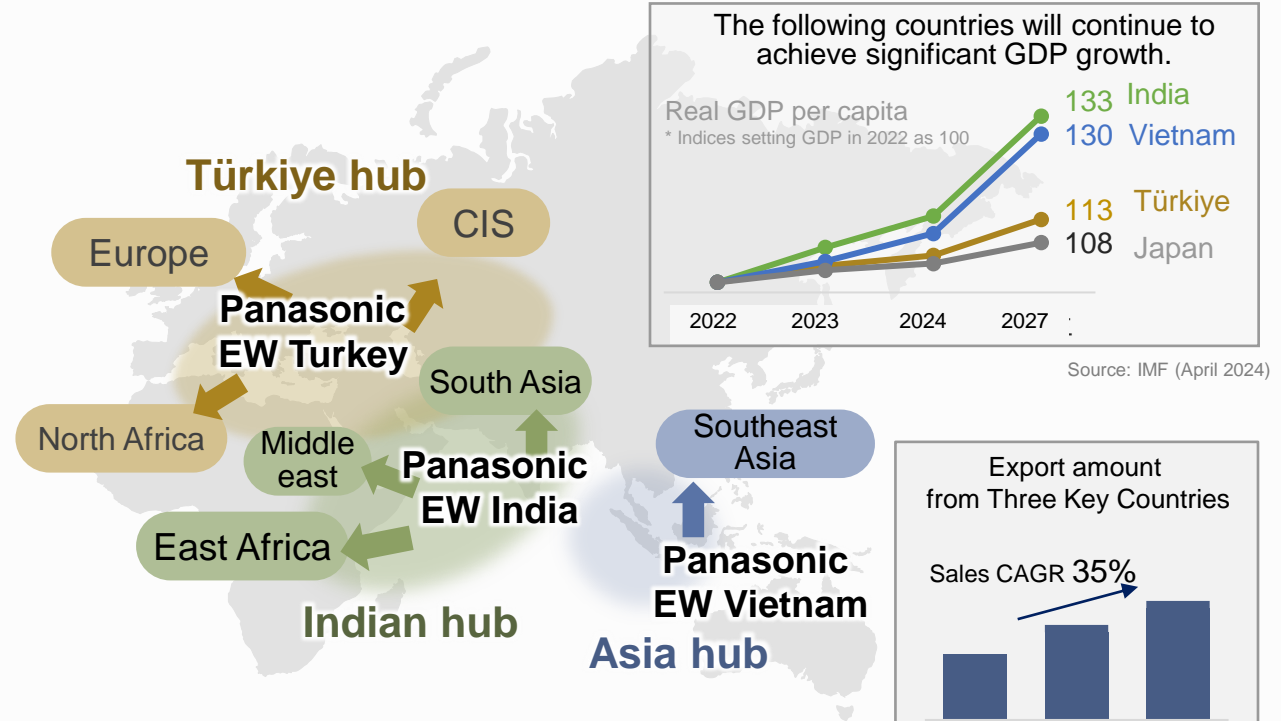 The following countries will continue to
achieve significant GDP growth.
Real GDP per capita
* Indices setting GDP in 2022 as 100
133 India
130 Vietnam
113 Türkiye
108 Japan
2022 2023 2024 2027 :
Source: IMF (April 2024)
Türkiye hub
CIS
Europe
Panasonic
EW Turkey
South Asia
North Africa
Middle
east
Panasonic
EW India
East Africa
Indian hub
Southeast
Asia
Panasonic
EW Vietnam
Asia hub
Export amount
from Three Key Countries
Sales CAGR 35%